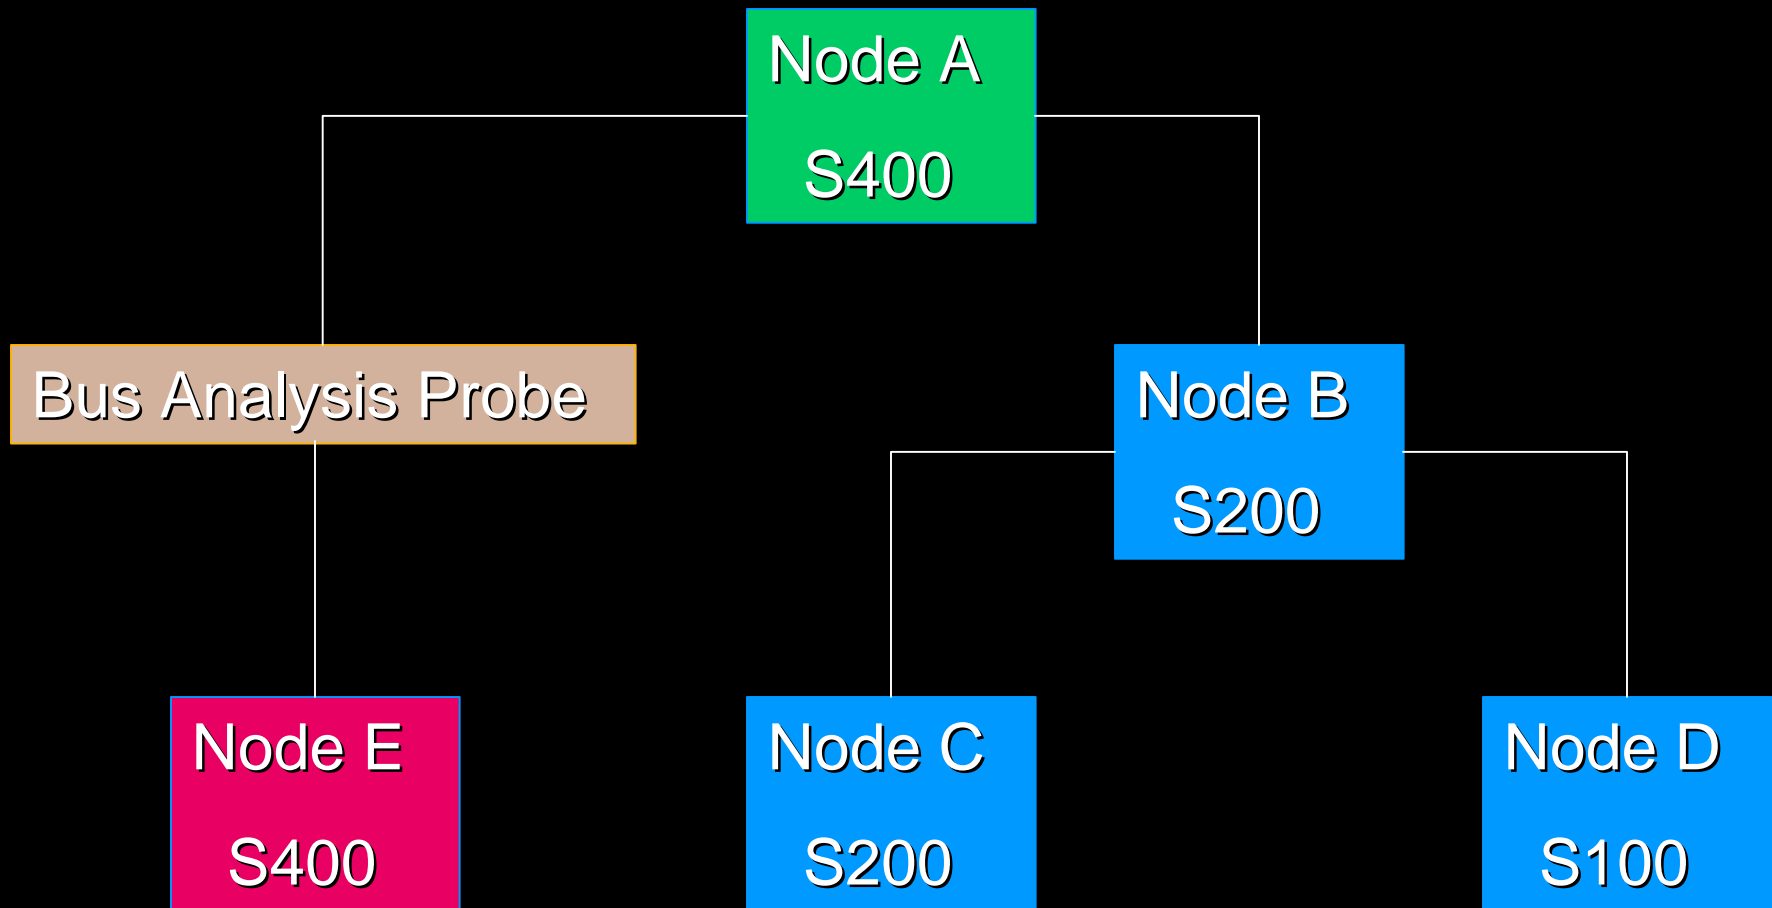 Node A
S400
Bus Analysis Probe
Node B
S200
Node E
S400
Node C
S200
Node D
S100